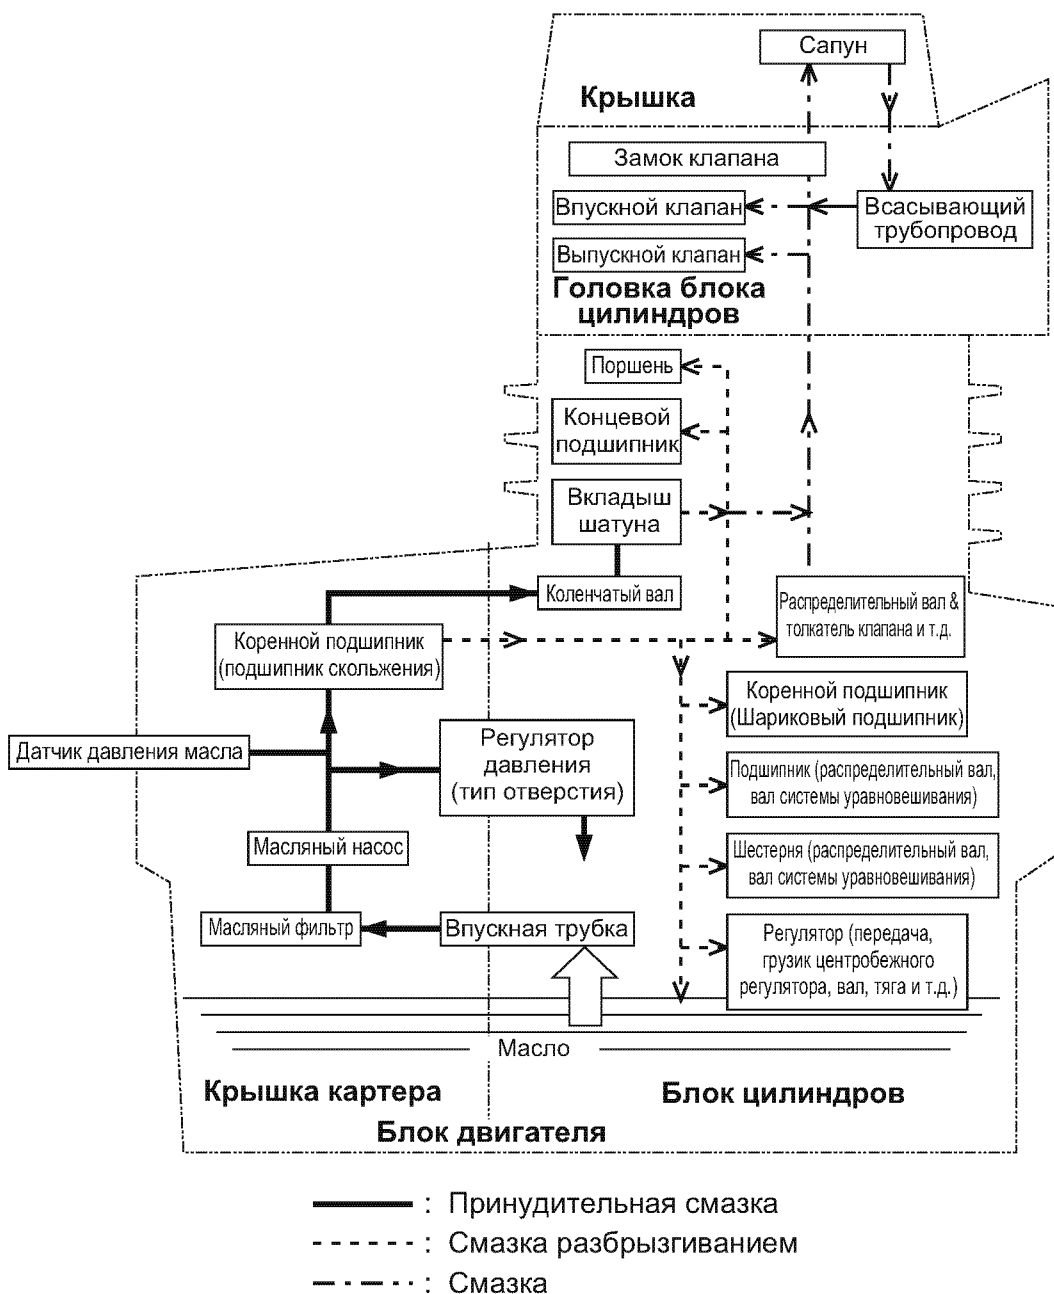 Сапун
Крышка
Замок клапана
Впускной клапан
Всасывающий
трубопровод
Выпускной клапан
Головка блока
цилиндров
Поршень
Концевой
подшипник
Вкладыш
шатуна
Коленчатый вал
Распределительный вал &
толкатель клапана и т.д.
Коренной подшипник
(подшипник скольжения)
Коренной подшипник
(Шариковый подшипник)
Датчик давления масла
Регулятор
давления
(тип отверстия)
Подшипник (распределительный вал,
вал системы уравновешивания)
Масляный насос
Шестерня (распределительный вал,
вал системы уравновешивания)
Масляный фильтр
Впускная трубка
Регулятор (передача,
грузик центробежного
регулятора, вал, тяга и т.д.)
Масло
Крышка картера
Блок цилиндров
Блок двигателя
: Принудительная смазка
: Смазка разбрызгиванием
: Смазка